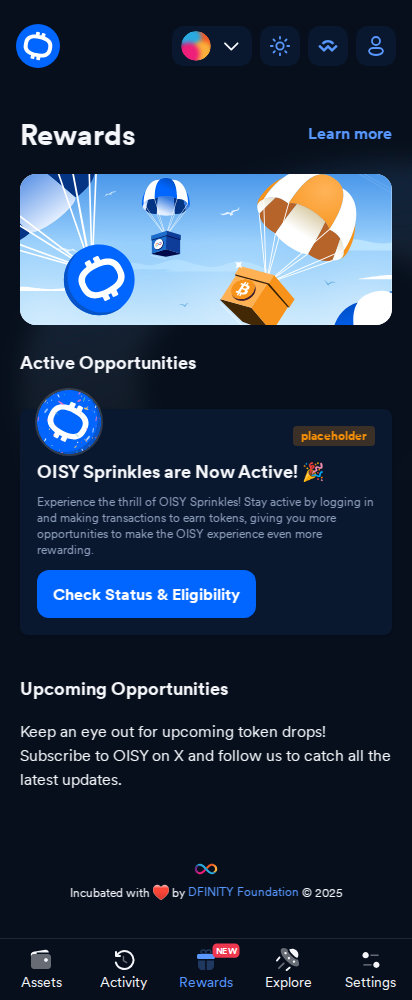 Rewards
Learn more
Active Opportunities
placeholder
OISY Sprinkles are Now Active! 🎉
Experience the thrill of OISY Sprinkles! Stay active by logging in
and making transactions to earn tokens, giving you more
opportunities to make the OISY experience even more
rewarding.
Check Status & Eligibility
Upcoming Opportunities
Keep an eye out for upcoming token drops!
Subscribe to OISY on X and follow us to catch all the
latest updates.
Incubated with ❤️ by DFINITY Foundation © 2025
NEW
Assets
Activity
Rewards
Explore
Settings